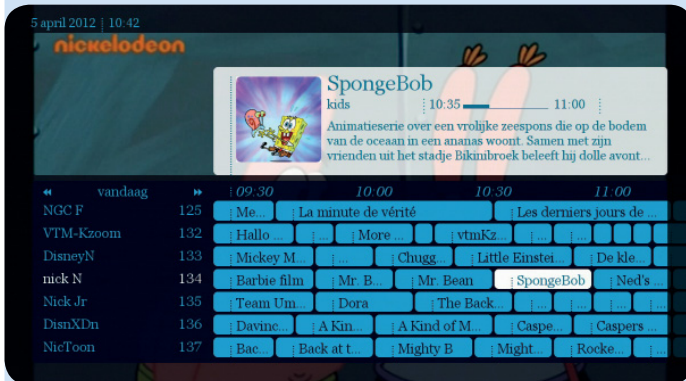 5 april 2012 | 10:42
nickelodeon
SpongeBob
kids 10:35 11:00
Animatieserie over een vrolijke zeespons die op de bodem
van de oceaan in een ananas woont. Samen met zijn
vrienden uit het stadje Bikinibroek beleeft hij dolle avont...
vandaag 09:30 10:00 10:30 11:00
NGC F 125 Me... La minute de vérité Les derniers jours de ...
VTM-Kzoom 132 Hallo ... ... More ... vtmKz... ... ...
DisneyN 133 Mickey M... ... Chugg... Little Einstei... De kle...
nick N 134 Barbie film Mr. B... Mr. Bean SpongeBob Ned's ...
Nick Jr 135 Team Um... Dora The Back... ... ... ... ...
DisnXDn 136 Davinc... A Kin... A Kind of M... Caspe... Caspers ...
NicToon 137 Bac... Back at t... Mighty B Might... Rocke... ...